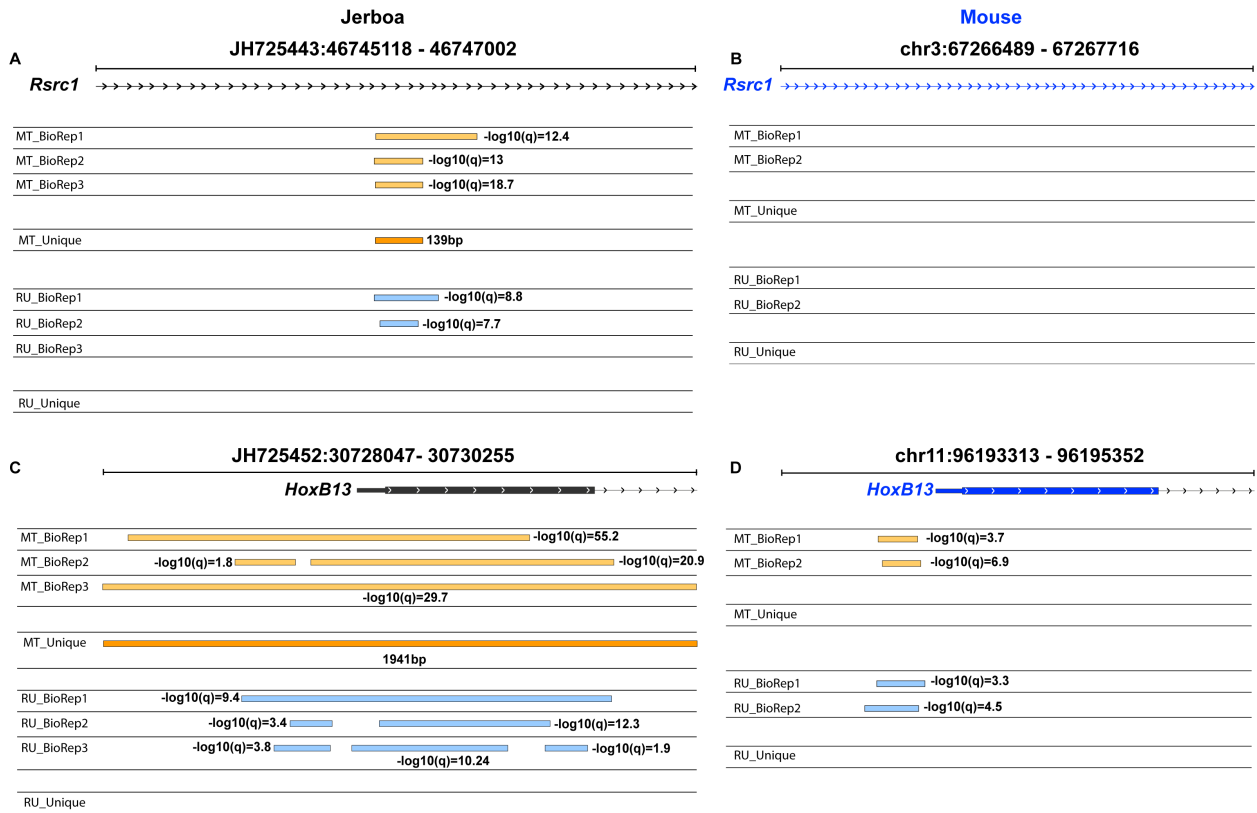 Jerboa
JH725443:46745118 - 46747002
A
Rsrc1
MT_BioRep1
-log10(q)=12.4
MT_BioRep2
-log10(q)=13
MT_BioRep3
-log10(q)=18.7
MT_Unique
139bp
RU_BioRep1
-log10(q)=8.8
RU_BioRep2
-log10(q)=7.7
RU_BioRep3
RU_Unique
Mouse
chr3:67266489 - 67267716
B
Rsrc1
MT_BioRep1
MT_BioRep2
MT_Unique
RU_BioRep1
RU_BioRep2
RU_Unique
JH725452:30728047- 30730255
C
HoxB13
MT_BioRep1
-log10(q)=55.2
MT_BioRep2
-log10(q)=1.8
-log10(q)=20.9
MT_BioRep3
-log10(q)=29.7
MT_Unique
1941bp
RU_BioRep1
-log10(q)=9.4
RU_BioRep2
-log10(q)=3.4
-log10(q)=12.3
RU_BioRep3
-log10(q)=3.8
-log10(q)=1.9
-log10(q)=10.24
RU_Unique
chr11:96193313 - 96195352
D
HoxB13
MT_BioRep1
-log10(q)=3.7
MT_BioRep2
-log10(q)=6.9
MT_Unique
RU_BioRep1
-log10(q)=3.3
RU_BioRep2
-log10(q)=4.5
RU_Unique